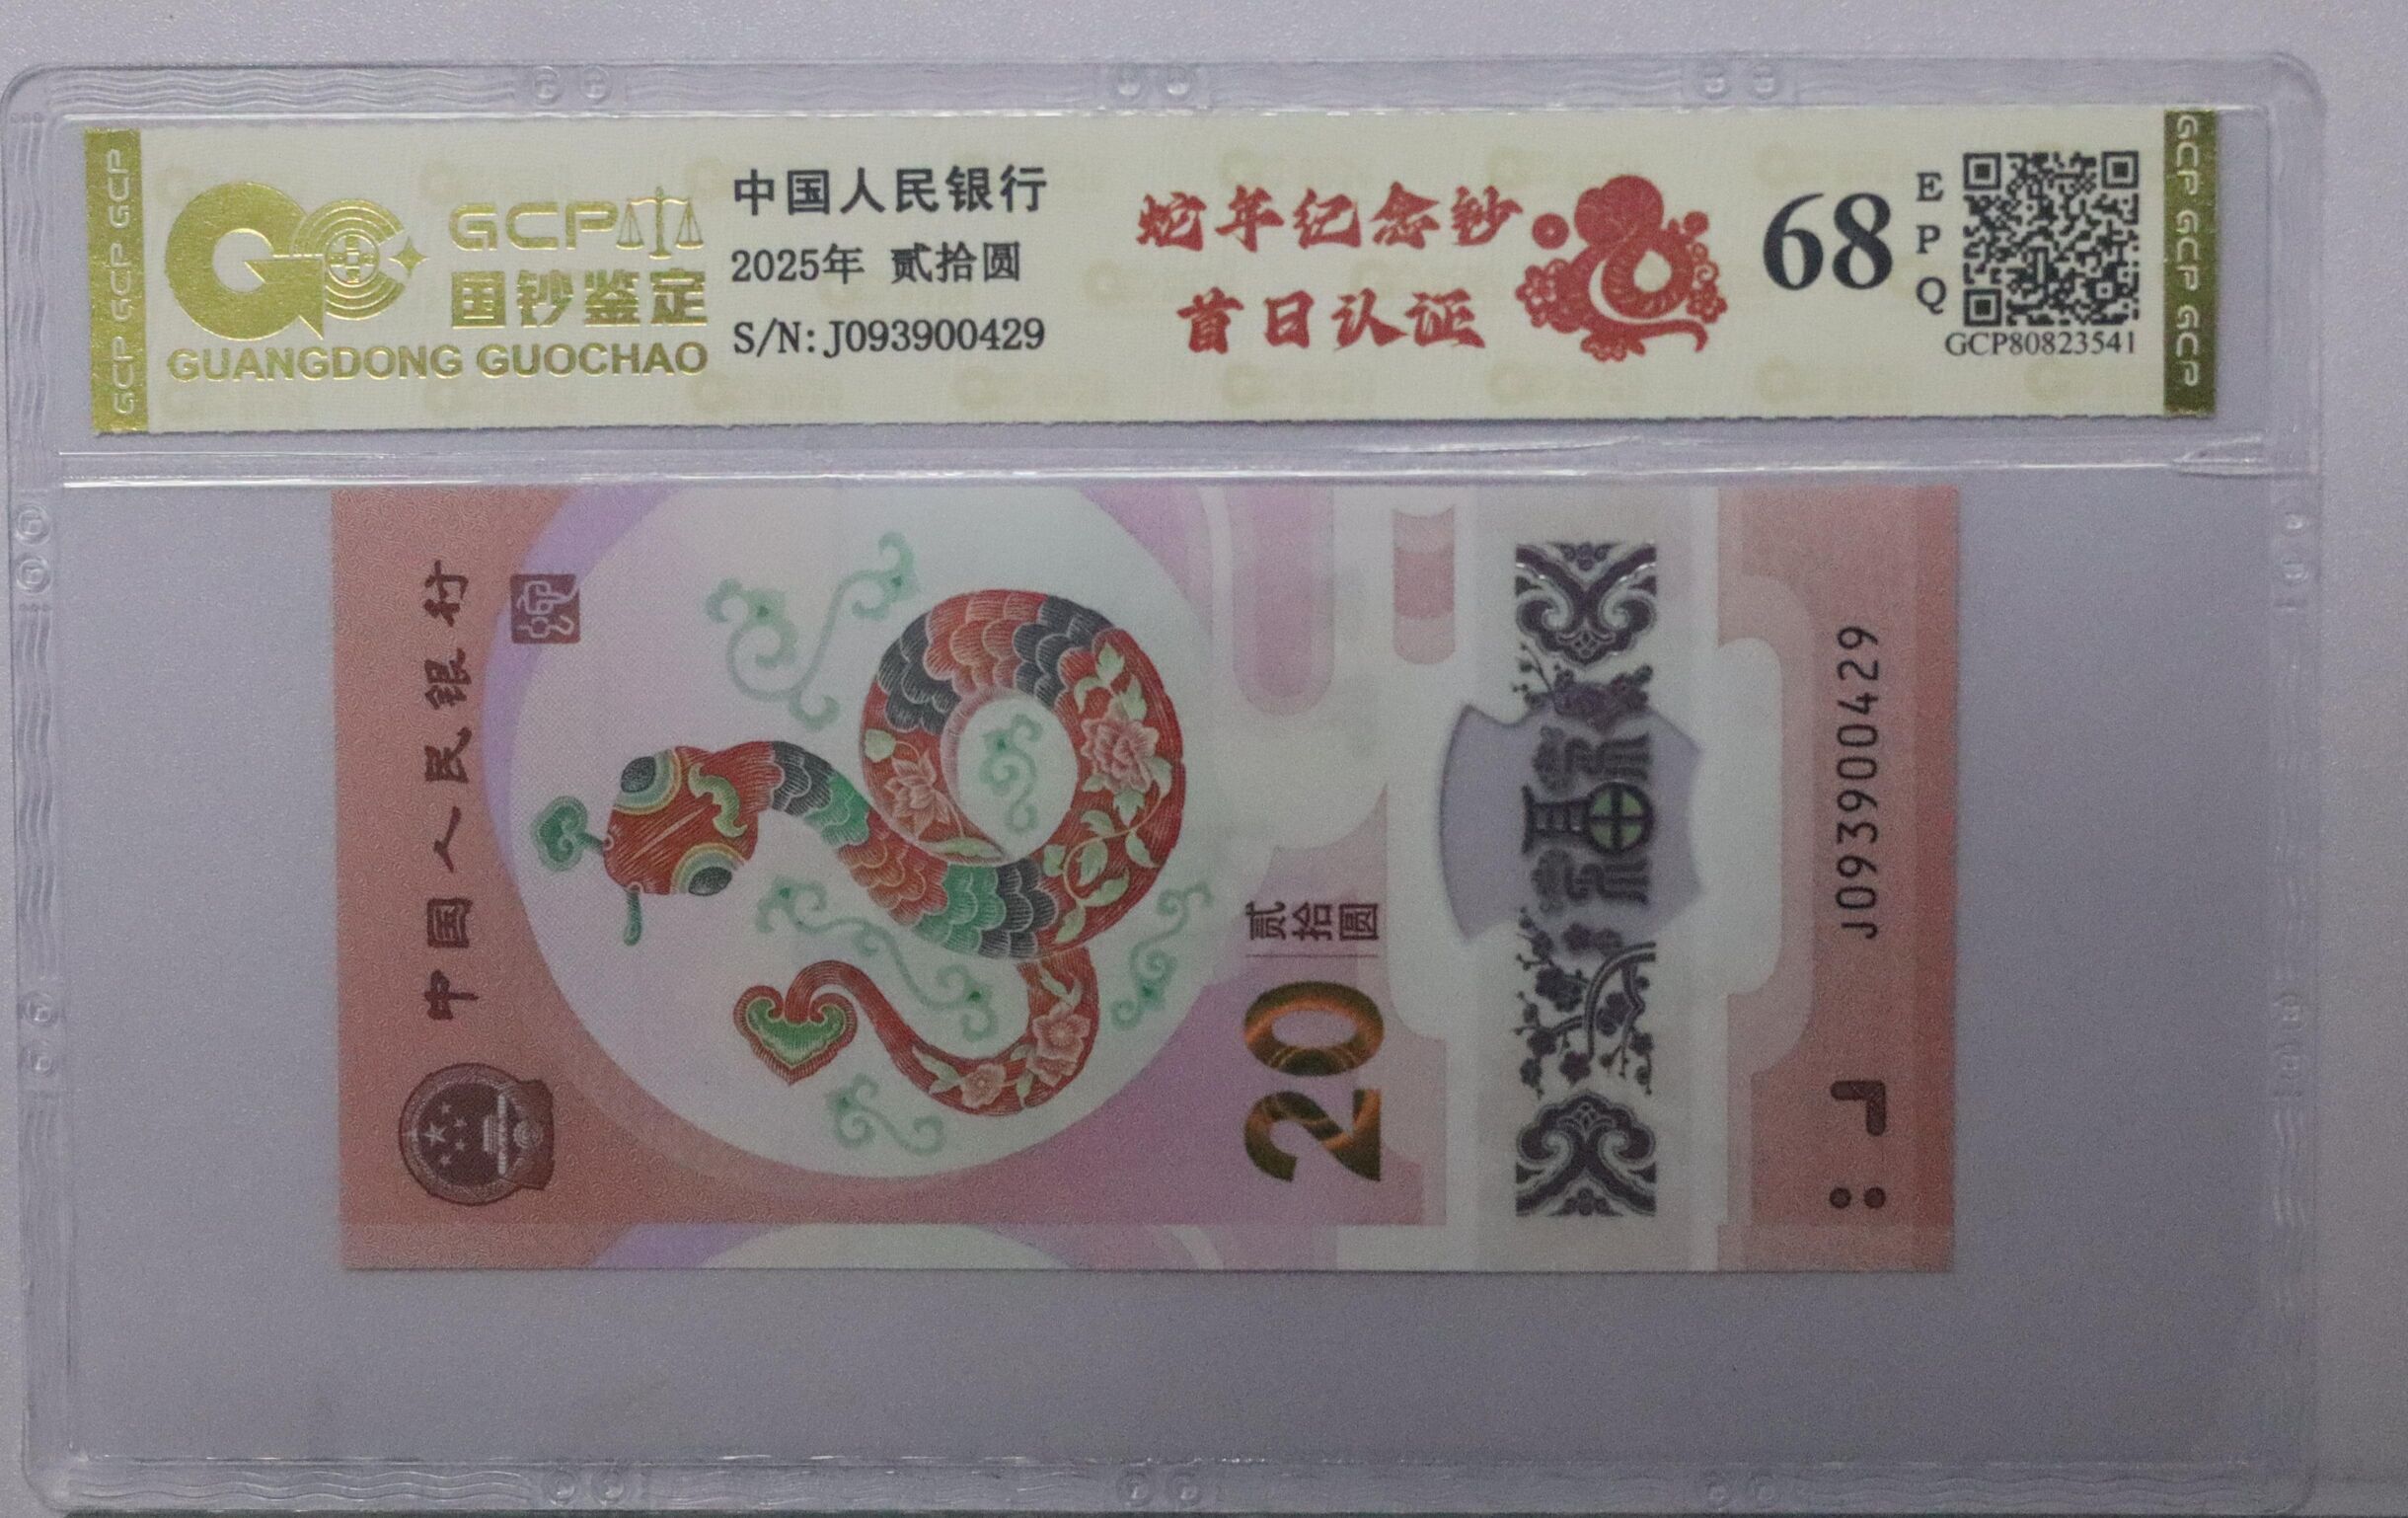 GCP GCP GCP
GCP
国钞鉴定
GUANGDONG GUOCHAO
中国人民银行
2025年 贰拾圆
S/N:J093900429
蛇年纪念钞
首日认证
68
EPQ
GCP80823541
GCP GCP GCP
中国人民银行
20
贰拾圆
福
J093900429